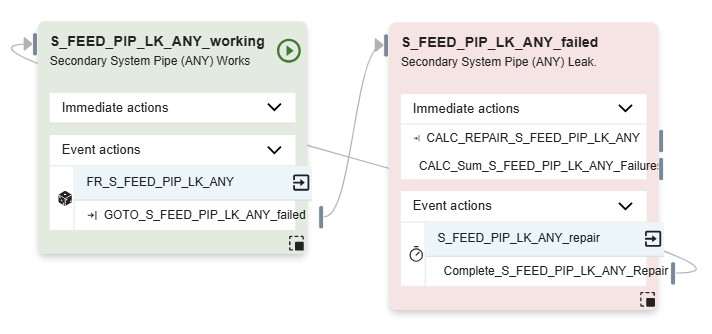 S_FEED_PIP_LK_ANY_working
Secondary System Pipe (ANY) Works
Immediate actions
Event actions
FR_S_FEED_PIP_LK_ANY
GOTO_S_FEED_PIP_LK_ANY_failed
S_FEED_PIP_LK_ANY_failed
Secondary System Pipe (ANY) Leak.
Immediate actions
CALC_REPAIR_S_FEED_PIP_LK_ANY
CALC_Sum_S_FEED_PIP_LK_ANY_Failures
Event actions
S_FEED_PIP_LK_ANY_repair
Complete_S_FEED_PIP_LK_ANY_Repair